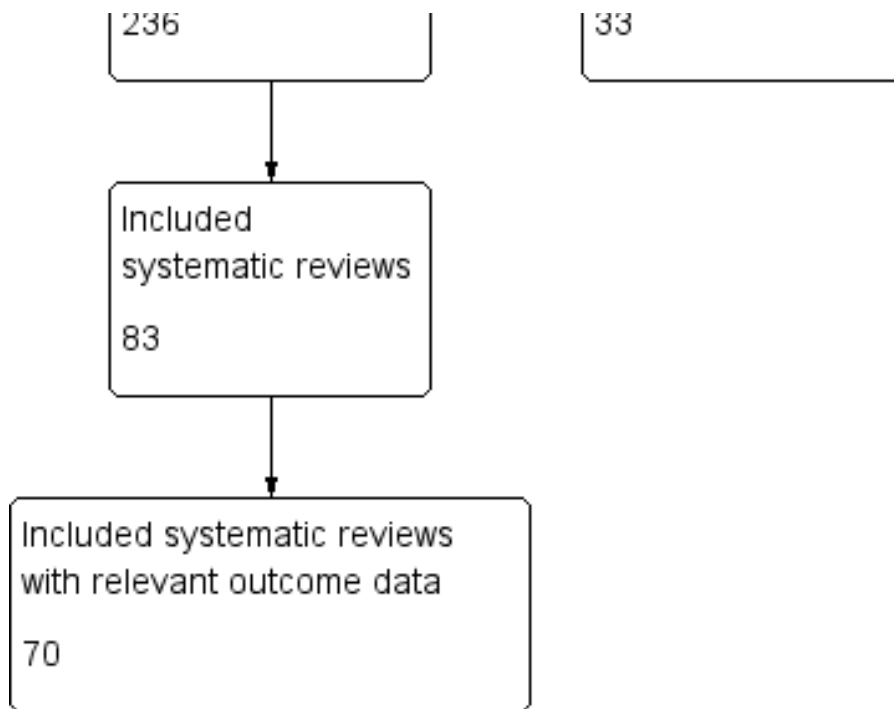 236
33
Included
systematic reviews
83
Included systematic reviews
with relevant outcome data
70